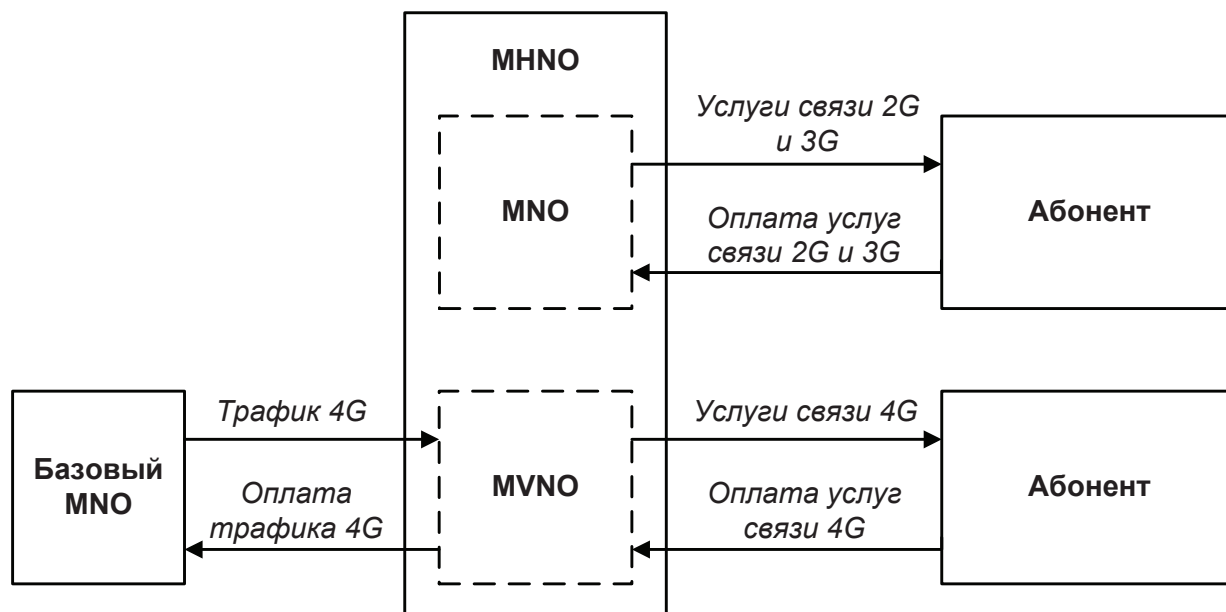 MHNO
MNO
Услуги связи 2G
и 3G
Оплата услуг
связи 2G и 3G
Абонент
Базовый
MNO
Трафик 4G
Оплата
трафика 4G
MVNO
Услуги связи 4G
Оплата услуг
связи 4G
Абонент